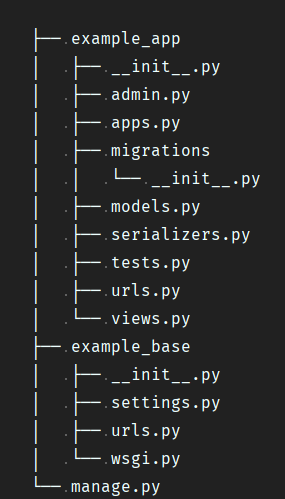 ├── example_app
│   ├── __init__.py
│   ├── admin.py
│   ├── apps.py
│   ├── migrations
│   │   └── __init__.py
│   ├── models.py
│   ├── serializers.py
│   ├── tests.py
│   ├── urls.py
│   └── views.py
├── example_base
│   ├── __init__.py
│   ├── settings.py
│   ├── urls.py
│   └── wsgi.py
└── manage.py